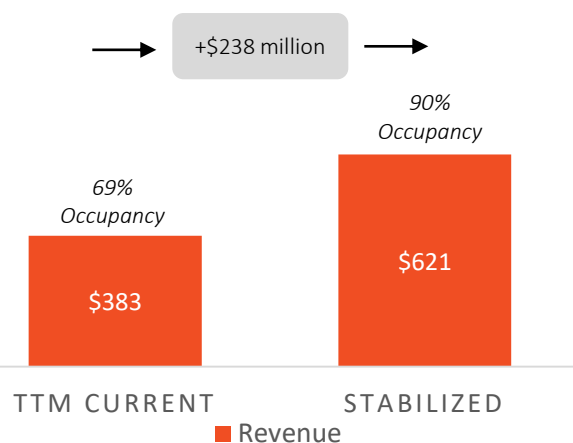 +$238 million
90%
Occupancy
69%
Occupancy
$383
$621
TTM CURRENT
STABILIZED
Revenue